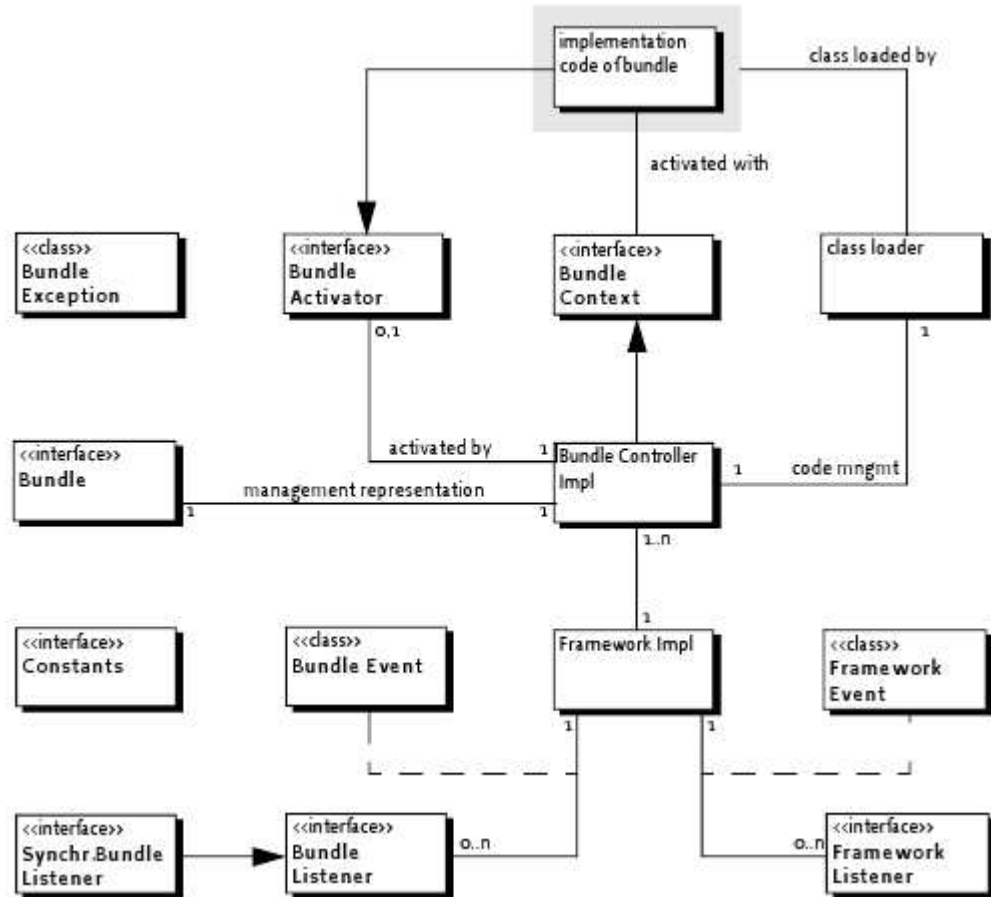 implementation
code of bundle
class loaded by
activated with
<<class>>
Bundle
Exception
<<interface>>
Bundle
Activator
<<interface>>
Bundle
Context
class loader
0,1
1
activated by
1
<<interface>>
Bundle
Bundle Controller
Impl
1
code mngmt
management representation
1
1
1..n
1
<<interface>>
Constants
<<class>>
Bundle Event
Framework Impl
<<class>>
Framework
Event
1
1
<<interface>>
Synchr.Bundle
Listener
<<interface>>
Bundle
Listener
0..n
0..n
<<interface>>
Framework
Listener